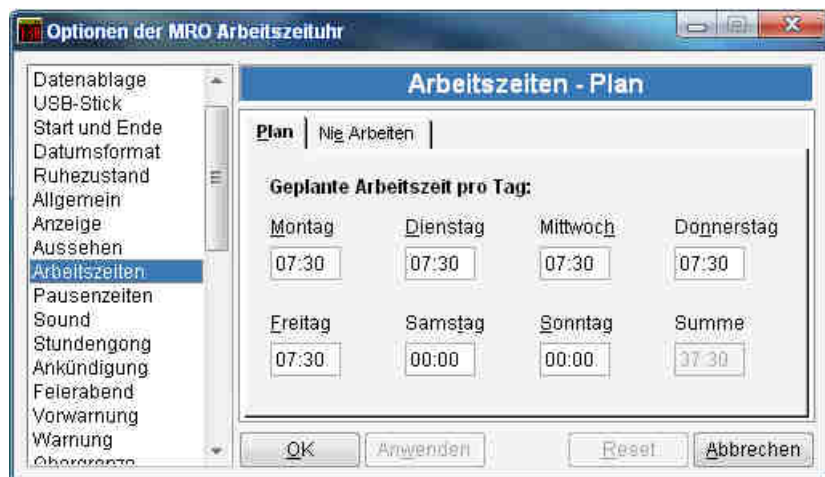 Optionen der MRO Arbeitszeituhr
Datenablage
USB-Stick
Start und Ende
Datumsformat
Ruhezustand
Allgemein
Anzeige
Aussehen
Arbeitszeiten
Pausenzeiten
Sound
Stundengong
Ankündigung
Feierabend
Vorwarnung
Warnung
Obergrenze
Arbeitszeiten - Plan
Plan
Nie Arbeiten
Geplante Arbeitszeit pro Tag:
Montag Dienstag Mittwoch Donnerstag
07:30 07:30 07:30 07:30
Freitag Samstag Sonntag Summe
07:30 00:00 00:00 37:30
OK Anwenden Reset Abbrechen